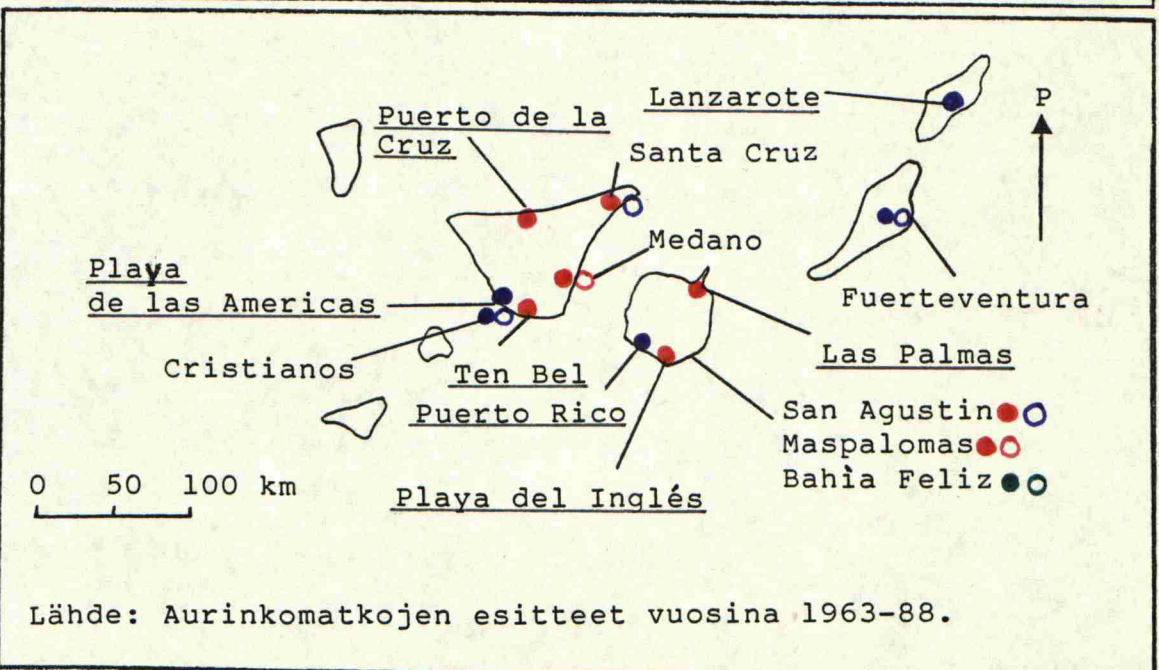 Lanzarote
P
Puerto de la
Cruz
Santa Cruz
Medano
Playa
de las Americas
Fuerteventura
Cristianos
Ten Bel
Las Palmas
Puerto Rico
San Agustin
Maspalomas
Bahìa Feliz
0 50 100 km
Playa del Inglés
Lähde: Aurinkomatkojen esitteet vuosina 1963-88.